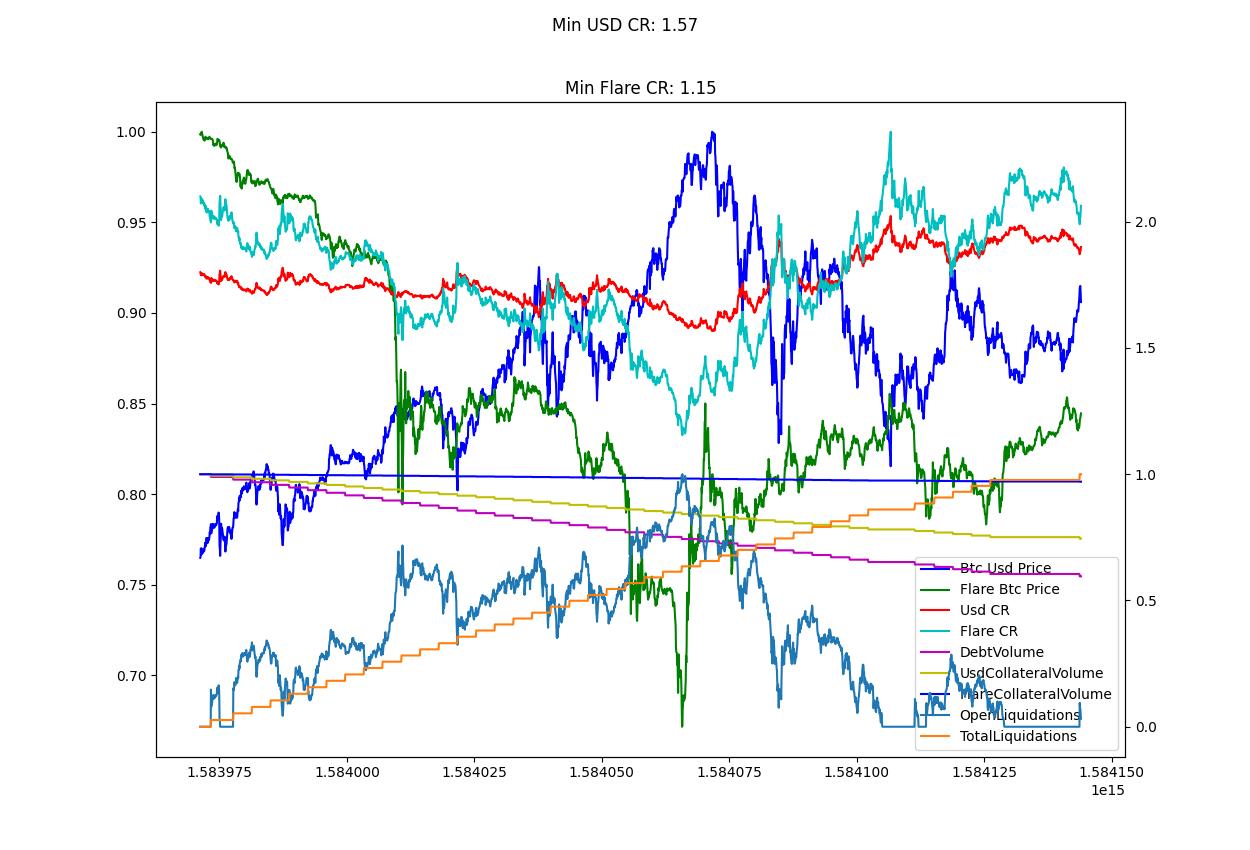 Min USD CR: 1.57
Min Flare CR: 1.15
1.00
0.95
0.90
0.85
0.80
0.75
0.70
2.0
1.5
1.0
0.5
0.0
Btc Usd Price
Flare Btc Price
Usd CR
Flare CR
DebtVolume
UsdCollateralVolume
FlareCollateralVolume
OpenLiquidations
TotalLiquidations
1.583975 1.584000 1.584025 1.584050 1.584075 1.584100 1.584125 1.584150
1e15